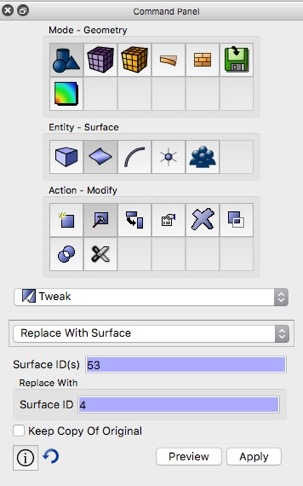 Command Panel
Mode - Geometry
Entity - Surface
Action - Modify
Tweak
Replace With Surface
Surface ID(s) 53
Replace With
Surface ID 4
Keep Copy Of Original
Preview Apply